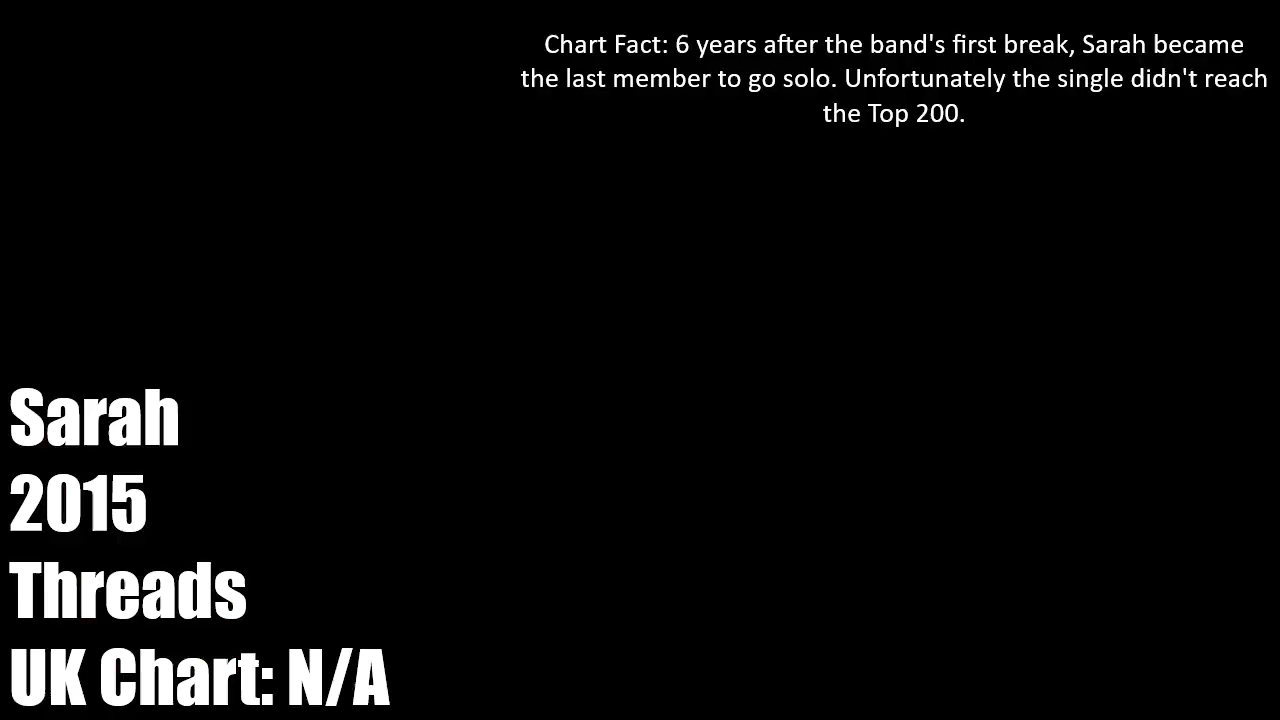 Chart Fact: 6 years after the band's first break, Sarah became
the last member to go solo. Unfortunately the single didn't reach
the Top 200.
Sarah
2015
Threads
UK Chart: N/A